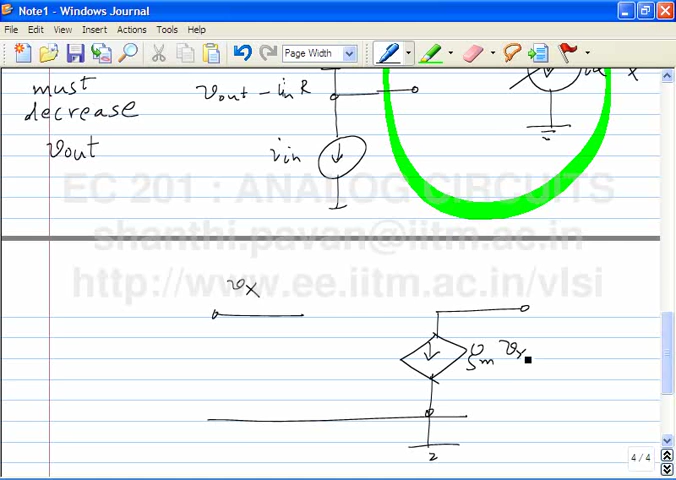 Note1 - Windows Journal
File Edit View Insert Actions Tools Help
Page Width
must
decrease
vout
vout - in R
iin
x
EC 201 : ANALOG CIRCUITS
shanthi.pavan@iitm.ac.in
http://www.ee.iitm.ac.in/vlsi
vx
gm vx
4 / 4